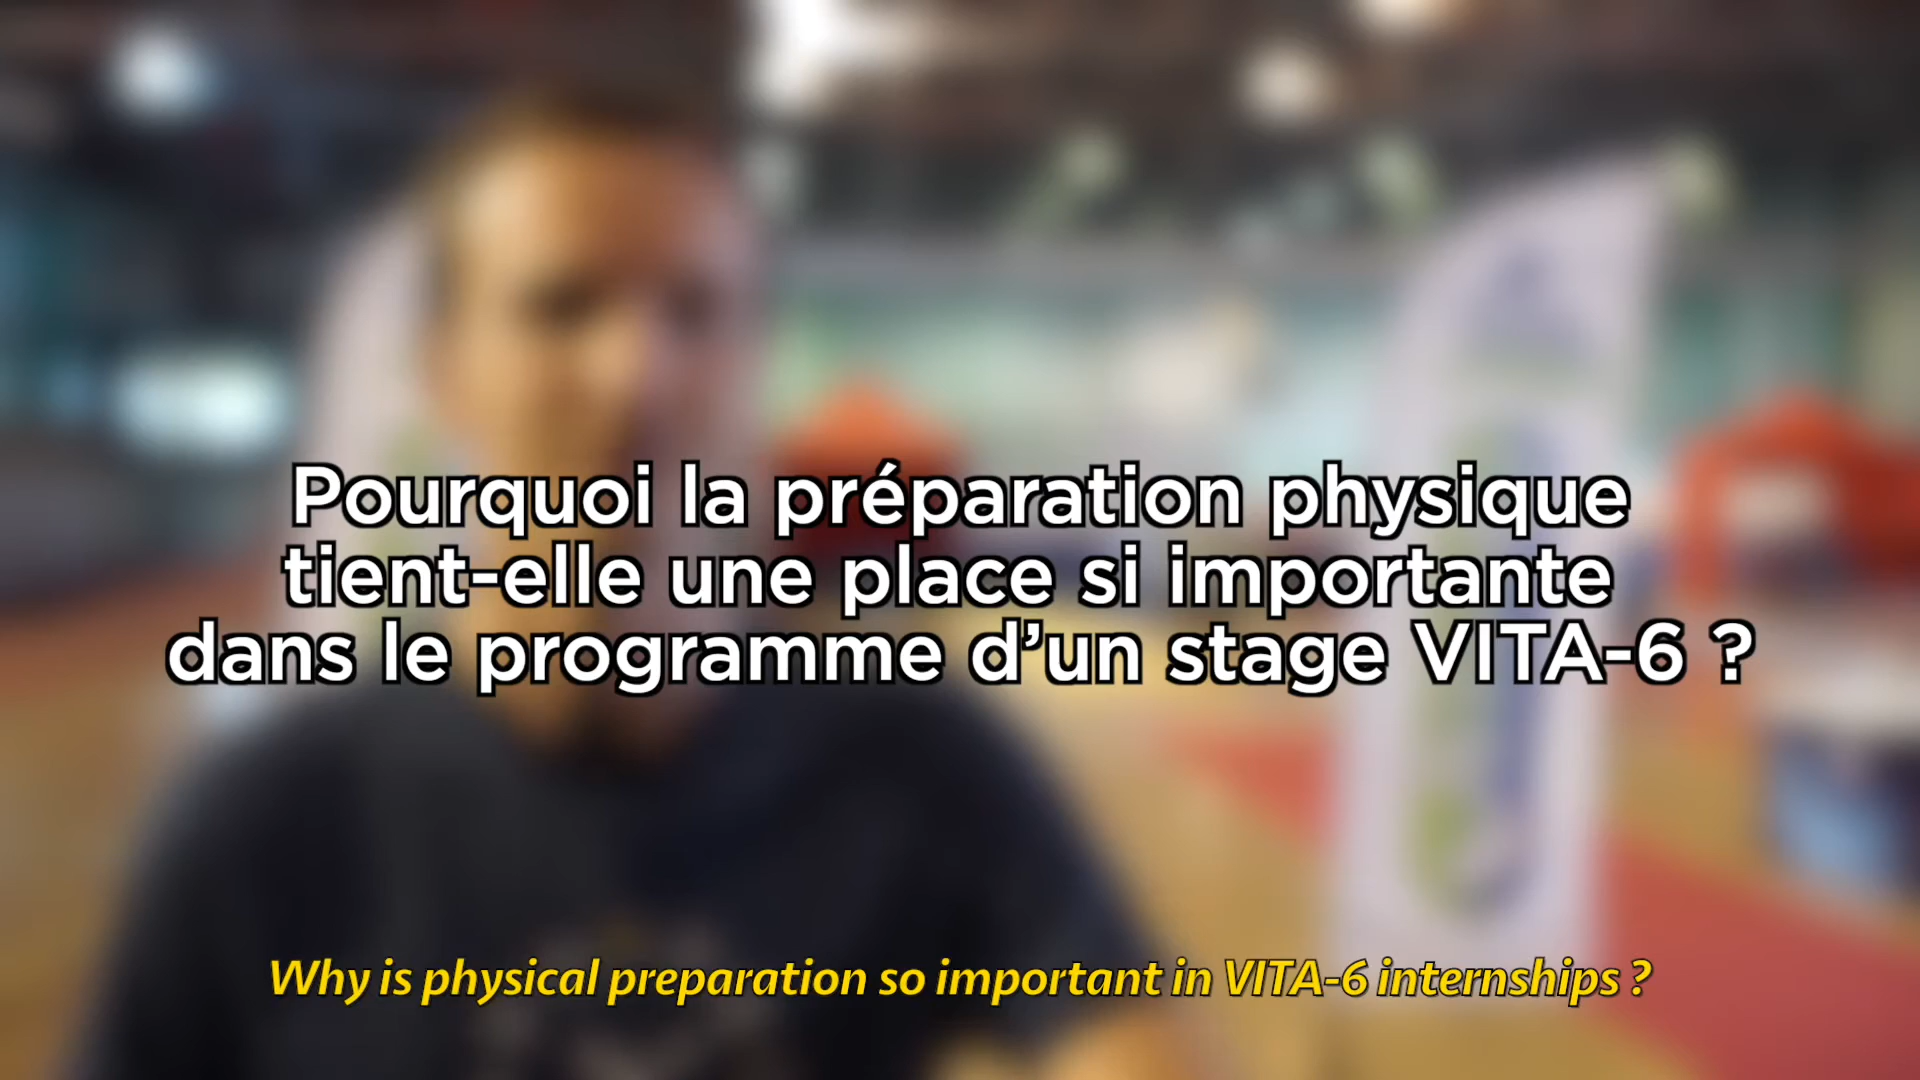 Pourquoi la préparation physique
tient-elle une place si importante
dans le programme d’un stage VITA-6 ?
Why is physical preparation so important in VITA-6 internships ?